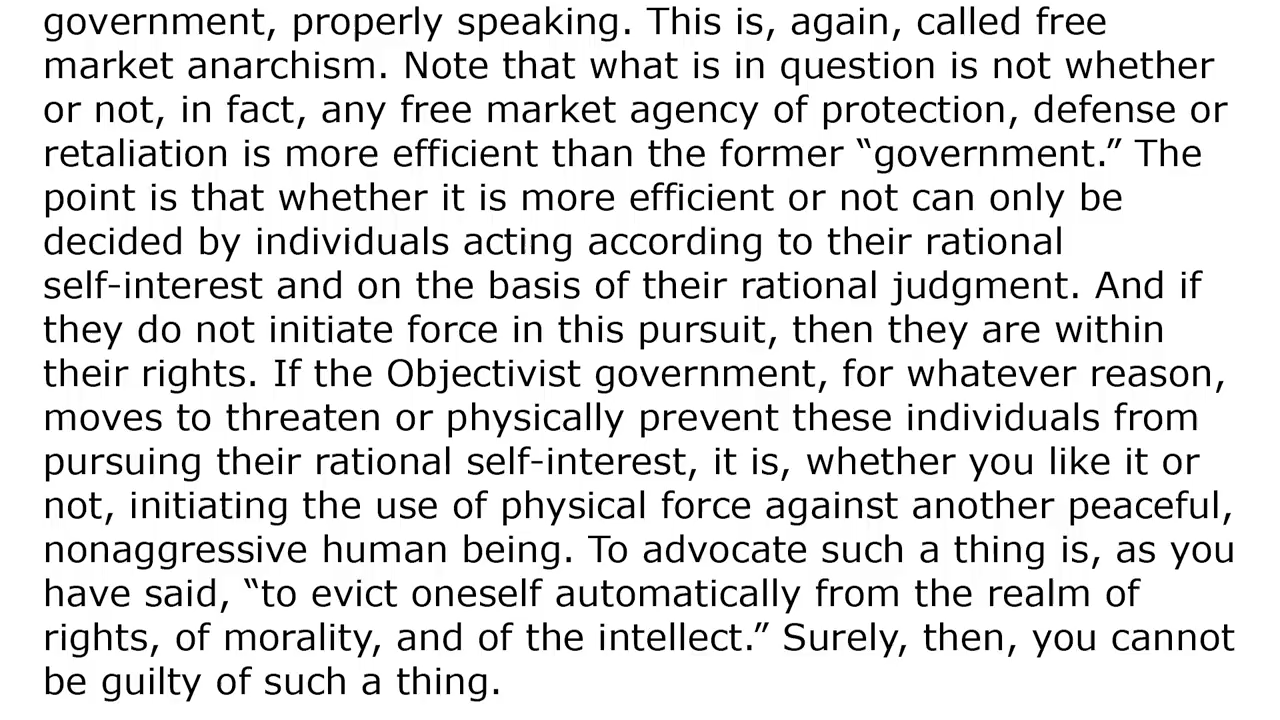 government, properly speaking. This is, again, called free
market anarchism. Note that what is in question is not whether
or not, in fact, any free market agency of protection, defense or
retaliation is more efficient than the former “government.” The
point is that whether it is more efficient or not can only be
decided by individuals acting according to their rational
self-interest and on the basis of their rational judgment. And if
they do not initiate force in this pursuit, then they are within
their rights. If the Objectivist government, for whatever reason,
moves to threaten or physically prevent these individuals from
pursuing their rational self-interest, it is, whether you like it or
not, initiating the use of physical force against another peaceful,
nonaggressive human being. To advocate such a thing is, as you
have said, “to evict oneself automatically from the realm of
rights, of morality, and of the intellect.” Surely, then, you cannot
be guilty of such a thing.